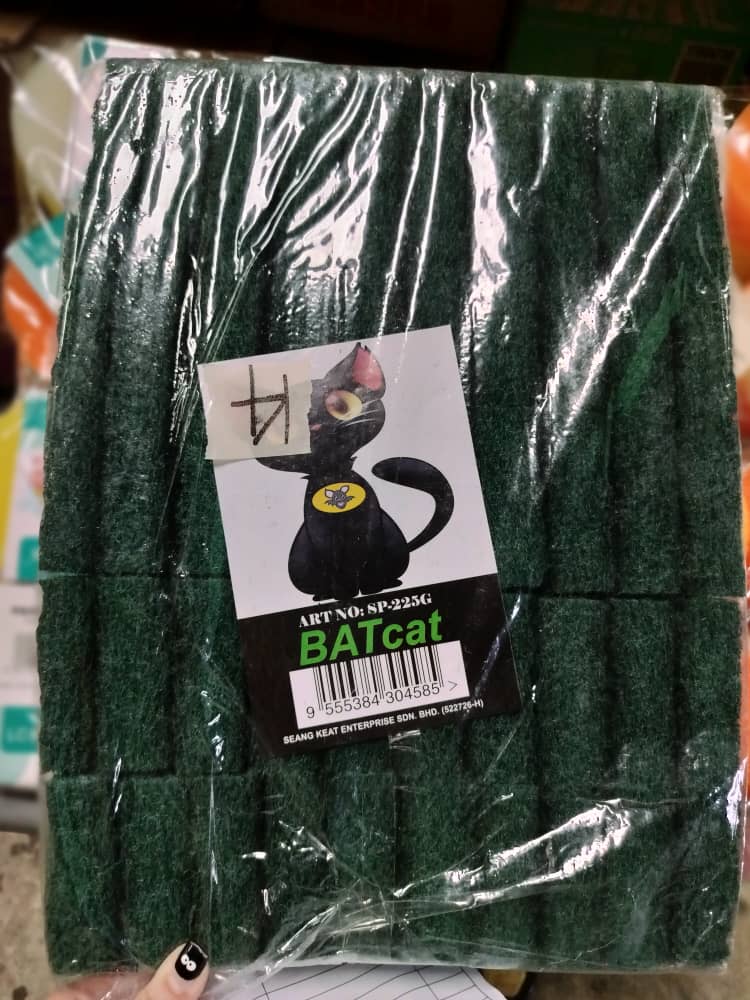 ART NO: SP-225G
BATcat
9 555384 304585 >
SEANG KEAT ENTERPRISE SDN. BHD. (522726-H)